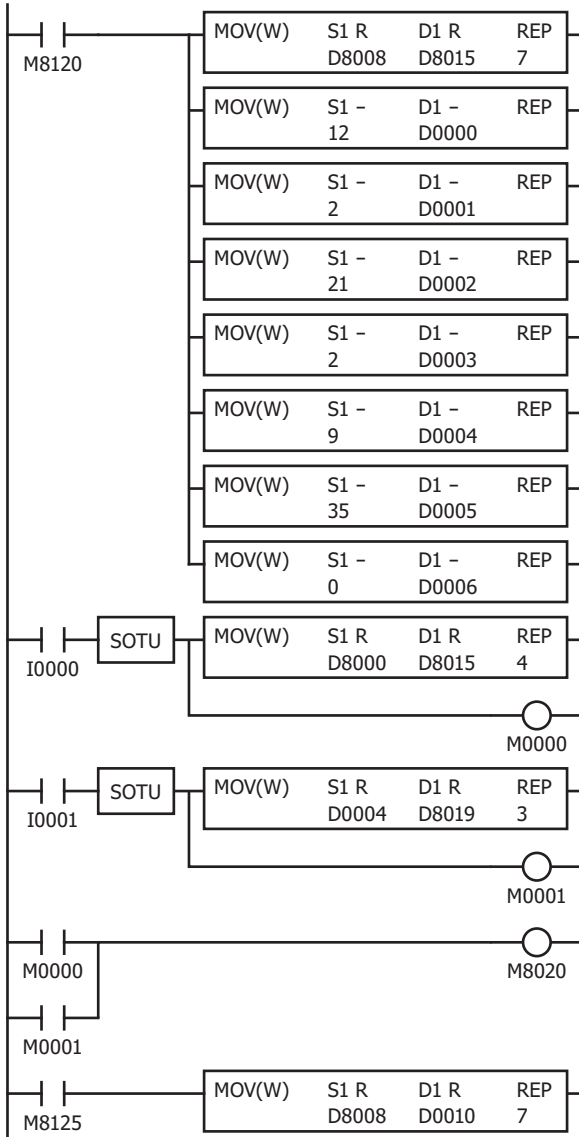 MOV(W) S1 R D1 R REP
M8120 D8008 D8015 7
MOV(W) S1 – D1 – REP
12 D0000
MOV(W) S1 – D1 – REP
2 D0001
MOV(W) S1 – D1 – REP
21 D0002
MOV(W) S1 – D1 – REP
2 D0003
MOV(W) S1 – D1 – REP
9 D0004
MOV(W) S1 – D1 – REP
35 D0005
MOV(W) S1 – D1 – REP
0 D0006
SOTU MOV(W) S1 R D1 R REP
I0000 D8000 D8015 4
M0000
SOTU MOV(W) S1 R D1 R REP
I0001 D0004 D8019 3
M0001
M0000 M8020
M0001
MOV(W) S1 R D1 R REP
M8125 D8008 D0010 7